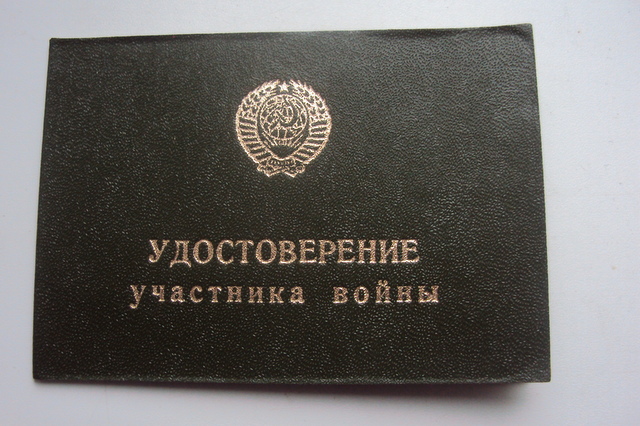 УДОСТОВЕРЕНИЕ
участника войны